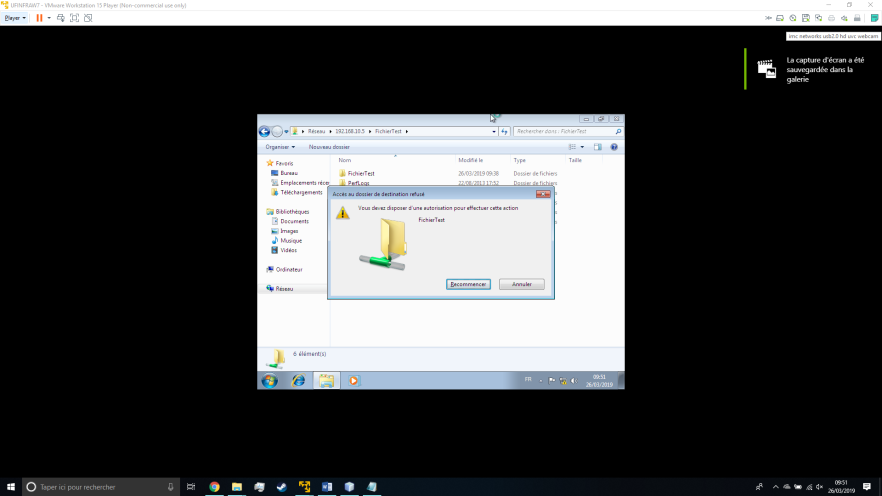 UFINFRAW7 - VMware Workstation 15 Player (Non-commercial use only)
Player
imc networks usb2.0 hd uvc webcam
La capture d'écran a été
sauvegardée dans la
galerie
Réseau
192.168.10.5
FichierTest
Rechercher dans : FichierTest
Organiser
Nouveau dossier
Nom
Modifié le
Type
Taille
Favoris
Bureau
Emplacements récen
Téléchargements
Bibliothèques
Documents
Images
Musique
Vidéos
Ordinateur
Réseau
FichierTest
26/03/2019 09:38
Dossier de fichiers
PerfLogs
22/08/2013 17:52
Dossier de fichiers
Accès au dossier de destination refusé
Vous devez disposer d'une autorisation pour effectuer cette action
FichierTest
Recommencer
Annuler
6 élément(s)
FR
09:51
26/03/2019
Taper ici pour rechercher
09:51
26/03/2019